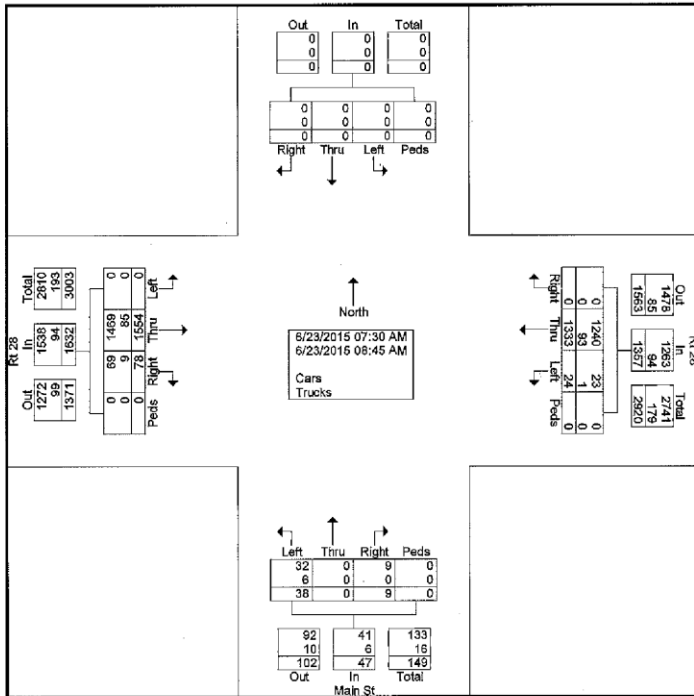 Out In Total
0 0 0
0 0 0
0 0 0
0 0 0 0
0 0 0 0
0 0 0 0
Right Thru Left Peds
Rt 28
Out In Total
1272 1538 2810
99 94 193
1371 1632 3003
0 69 1469 0
0 9 85 0
0 78 1554 0
Peds Right Thru Left
North
6/23/2015 07:30 AM
6/23/2015 08:45 AM
Cars
Trucks
Rt 28
Out In Total
1478 1263 2741
85 94 179
1563 1357 2920
0 1240 23 0
0 93 1 0
0 1333 24 0
Right Thru Left Peds
Left Thru Right Peds
32 0 9 0
6 0 0 0
38 0 9 0
92 41 133
10 6 16
102 47 149
Out In Total
Main St